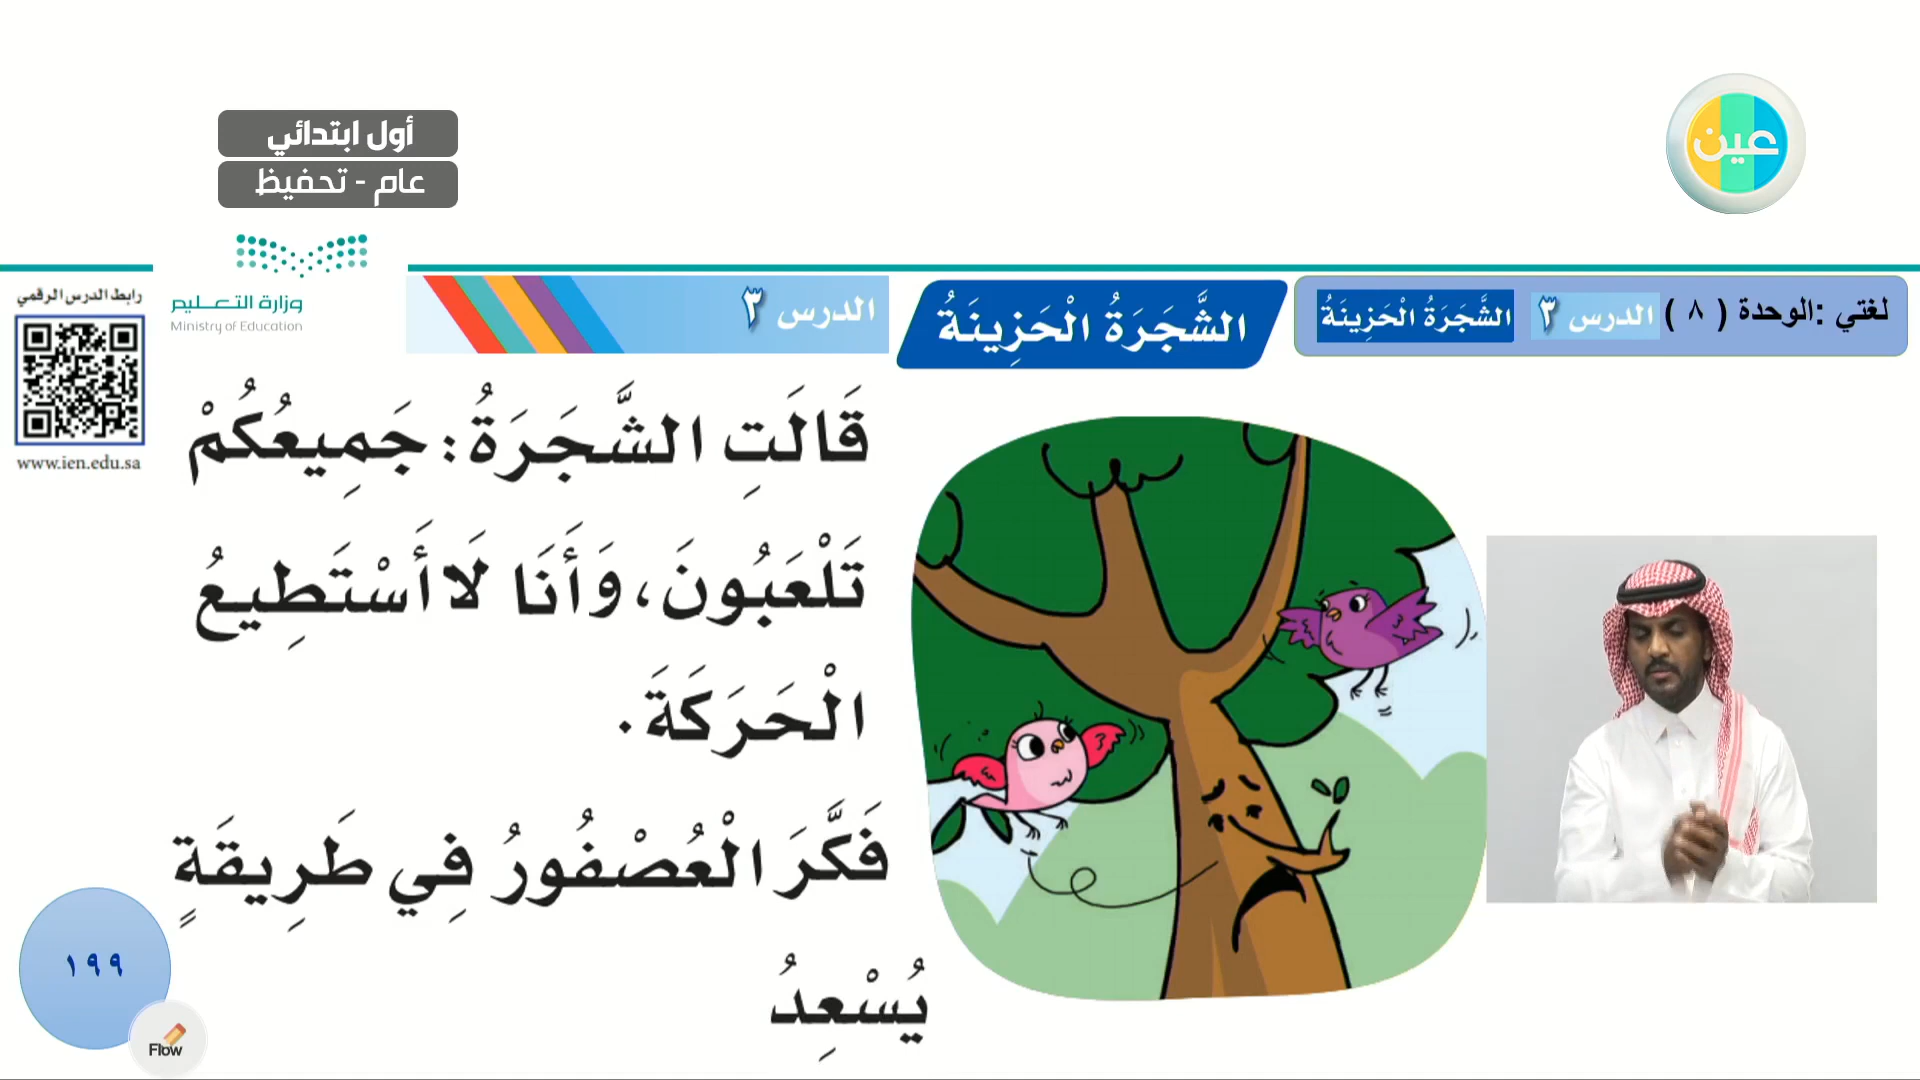 أول ابتدائي
عام - تحفيظ
عين
وزارة التعليم
Ministry of Education
رابط الدرس الرقمي
www.ien.edu.sa
لغتي :الوحدة ( ٨ ) الدرس ٣ الشَّجَرَةُ الْحَزِينَةُ
الشَّجَرَةُ الْحَزِينَةُ
الدرس ٣
قَالَتِ الشَّجَرَةُ: جَمِيعُكُمْ
تَلْعَبُونَ، وَأَنَا لَا أَسْتَطِيعُ
الْحَرَكَةَ.
فَكَّرَ الْعُصْفُورُ فِي طَرِيقَةٍ
يُسْعِدُ
١٩٩
Flow